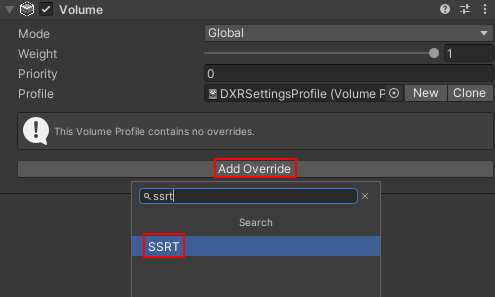 Volume
Mode Global
Weight 1
Priority 0
Profile DXRSettingsProfile (Volume P New Clone
This Volume Profile contains no overrides.
Add Override
ssrt
Search
SSRT